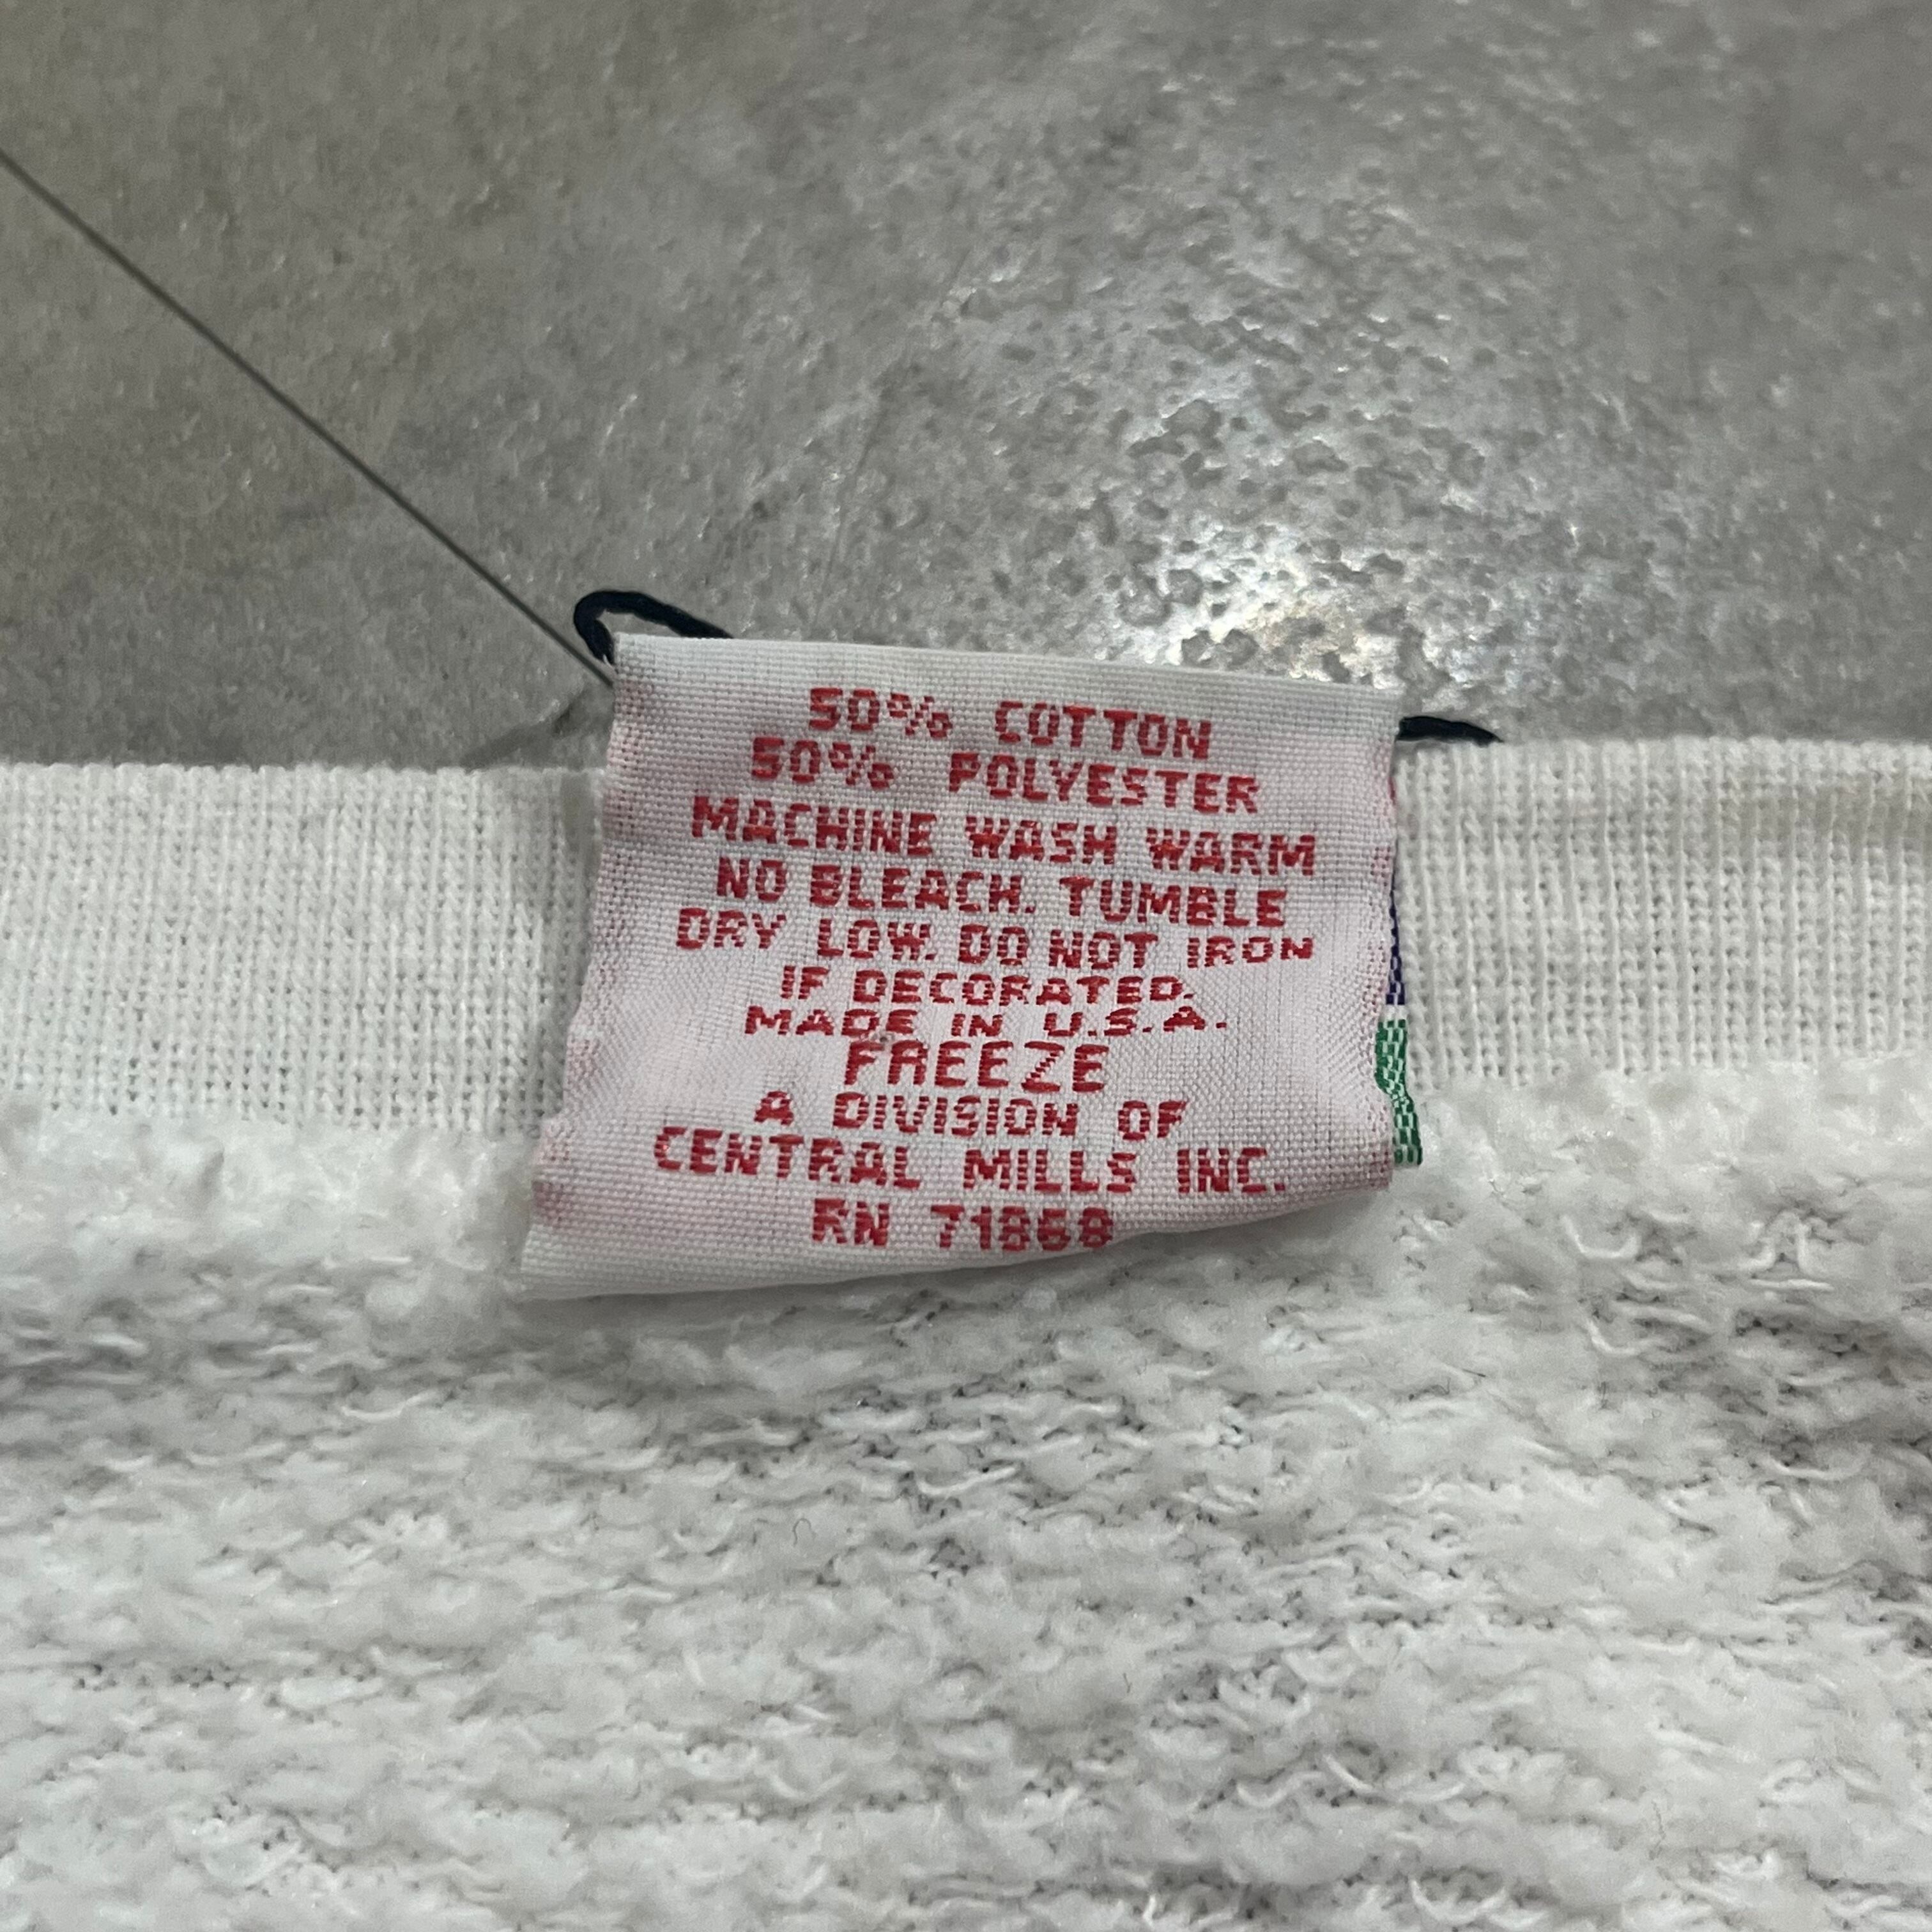 50% COTTON
50% POLYESTER
MACHINE WASH WARM
NO BLEACH. TUMBLE
DRY LOW. DO NOT IRON
IF DECORATED.
MADE IN U.S.A.
FREEZE
A DIVISION OF
CENTRAL MILLS INC.
RN 71868